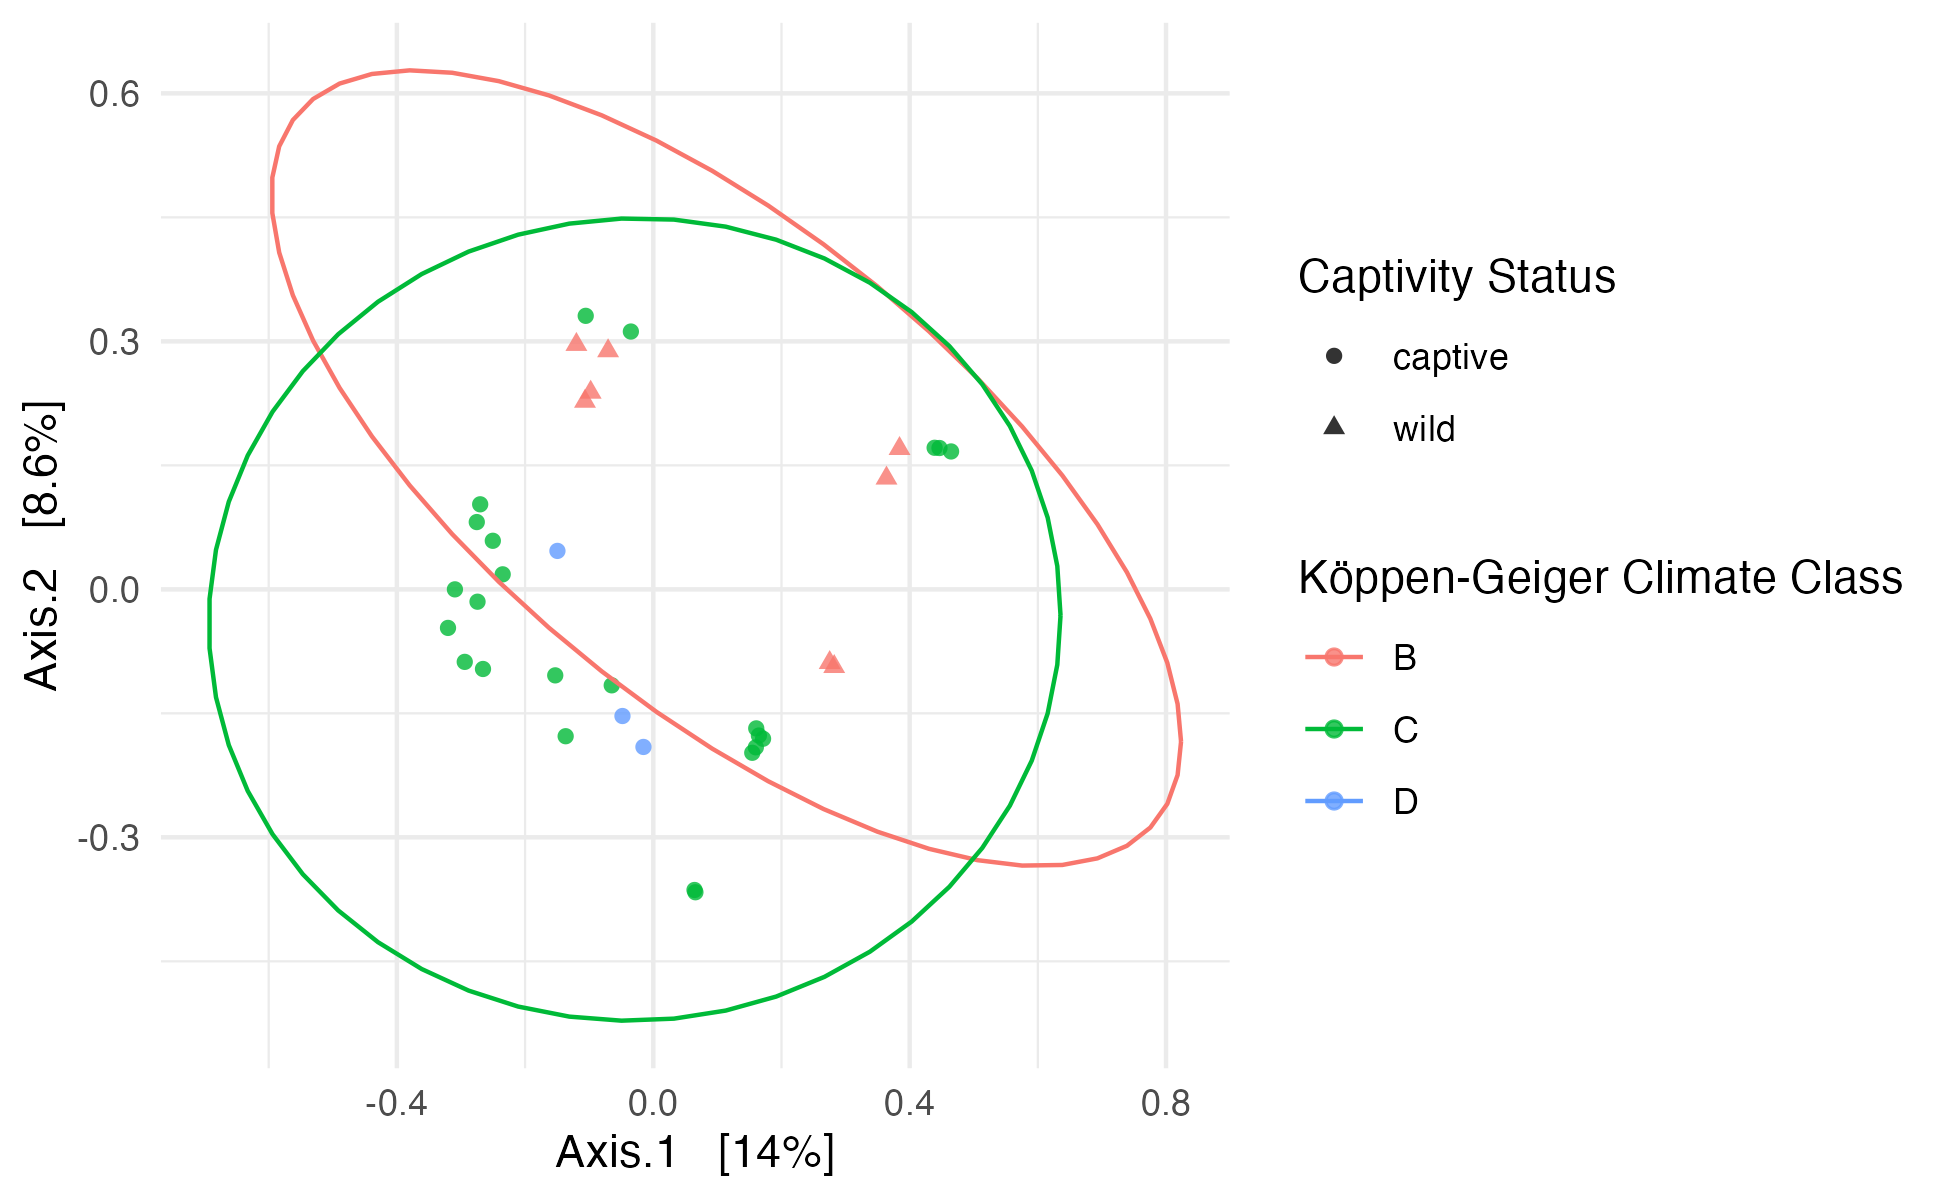 0.6
0.3
0.0
-0.3
Axis.2 [8.6%]
-0.4
0.0
0.4
0.8
Axis.1 [14%]
Captivity Status
captive
wild
Köppen-Geiger Climate Class
B
C
D